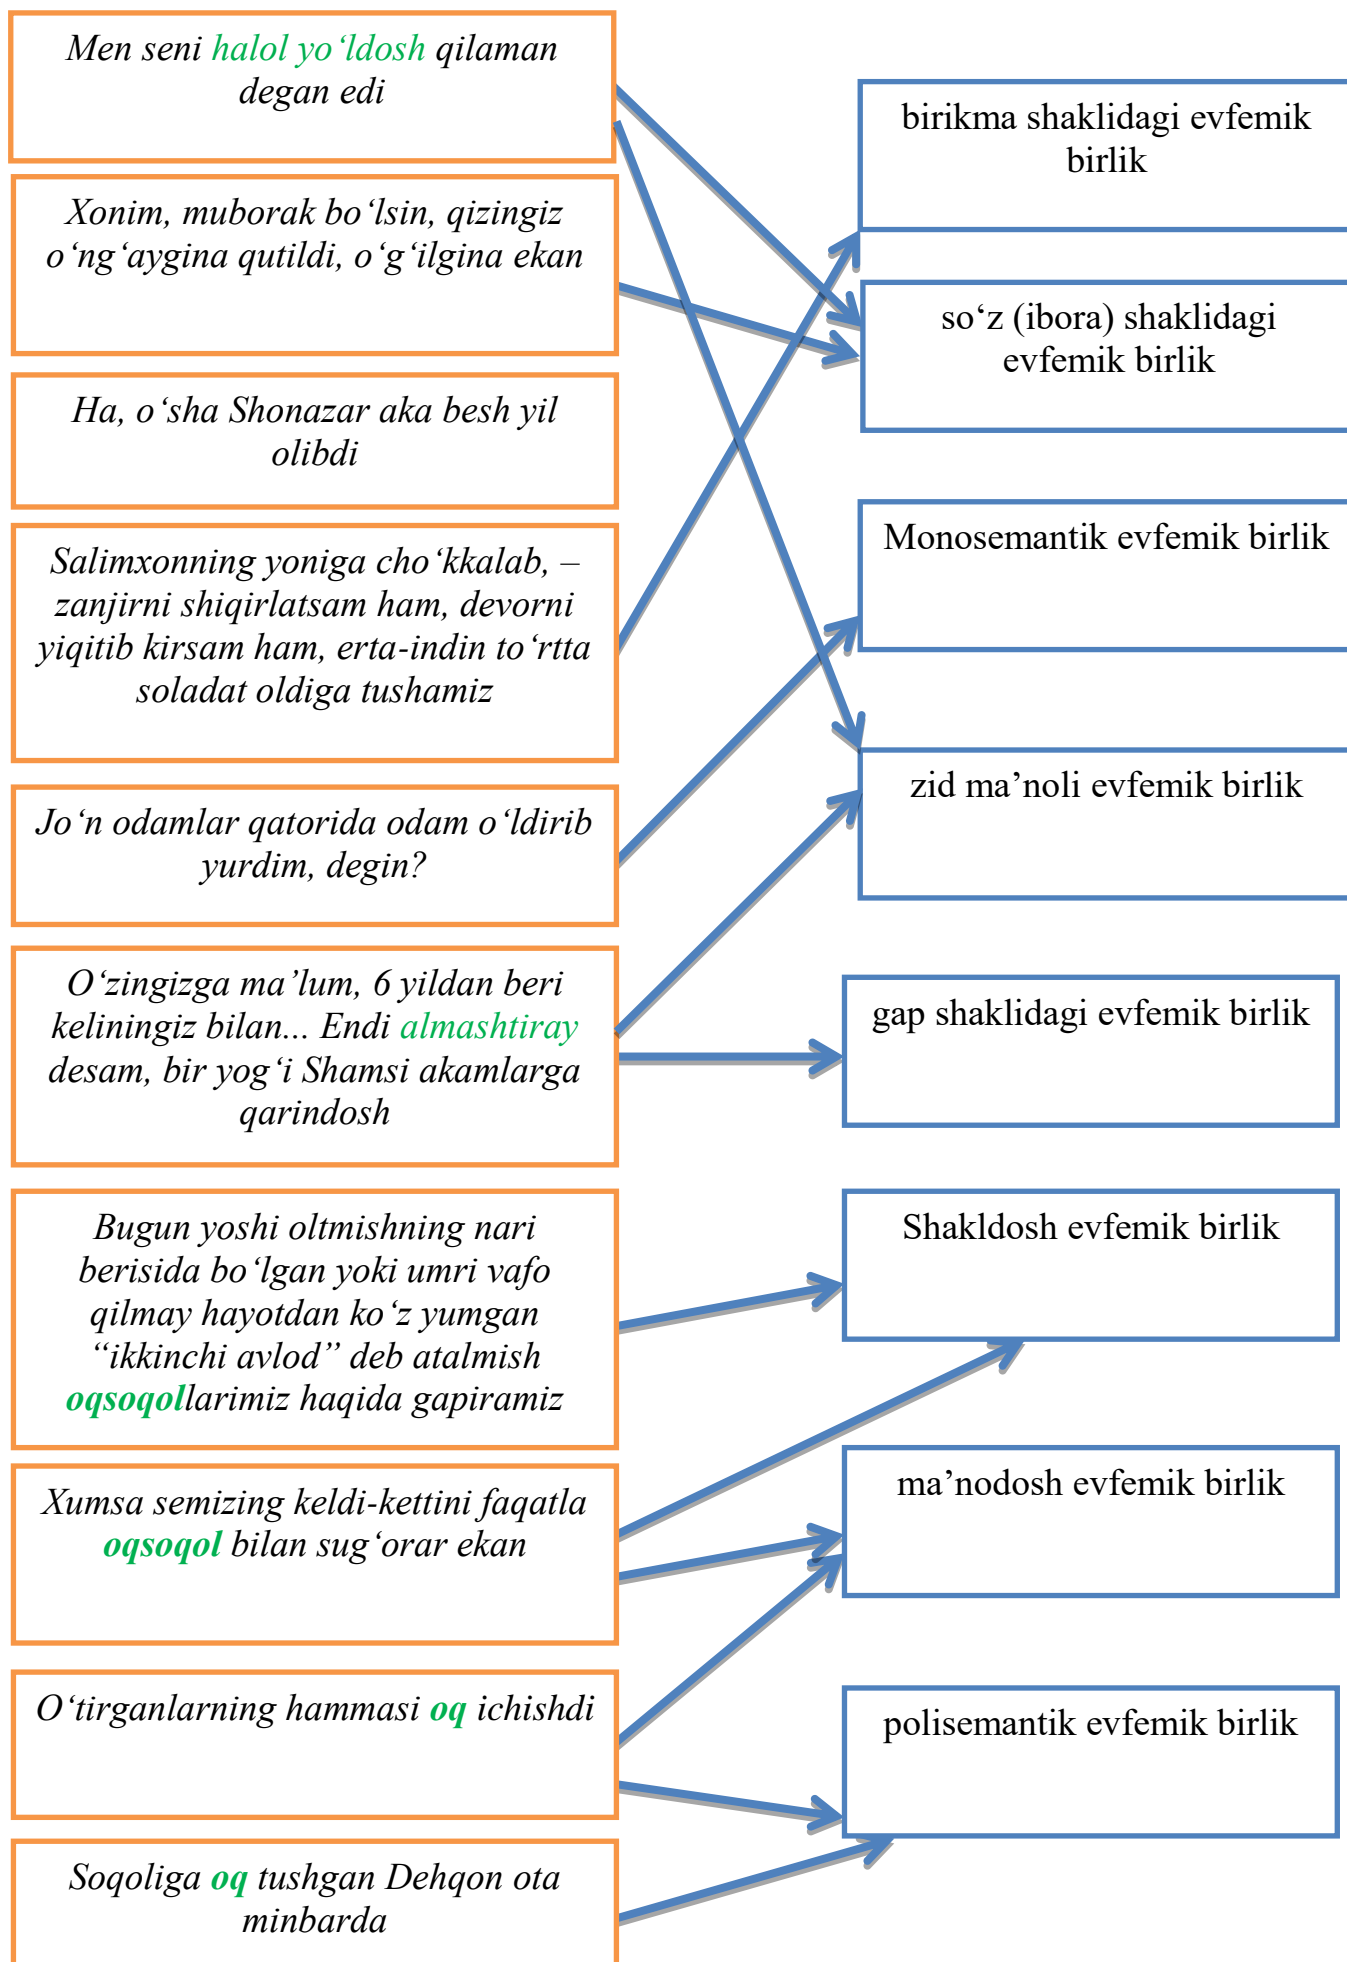 Men seni halol yo‘ldosh qilaman
degan edi
Xonim, muborak bo‘lsin, qizingiz
o‘ng‘aygina qutildi, o‘g‘ilgina ekan
Ha, o‘sha Shonazar aka besh yil
olibdi
Salimxonning yoniga cho‘kkalab, –
zanjirni shiqirlatsam ham, devorni
yiqitib kirsam ham, erta-indin to‘rtta
soladat oldiga tushamiz
Jo‘n odamlar qatorida odam o‘ldirib
yurdim, degin?
O‘zingizga ma’lum, 6 yildan beri
keliningiz bilan... Endi almashtiray
desam, bir yog‘i Shamsi akamlarga
qarindosh
Bugun yoshi oltmishning nari
berisida bo‘lgan yoki umri vafo
qilmay hayotdan ko‘z yumgan
“ikkinchi avlod” deb atalmish
oqsoqollarimiz haqida gapiramiz
Xumsa semizing keldi-kettini faqatla
oqsoqol bilan sug‘orar ekan
O‘tirganlarning hammasi oq ichishdi
Soqoliga oq tushgan Dehqon ota
minbarda
birikma shaklidagi evfemik
birlik
so‘z (ibora) shaklidagi
evfemik birlik
Monosemantik evfemik birlik
zid ma’noli evfemik birlik
gap shaklidagi evfemik birlik
Shakldosh evfemik birlik
ma’nodosh evfemik birlik
polisemantik evfemik birlik